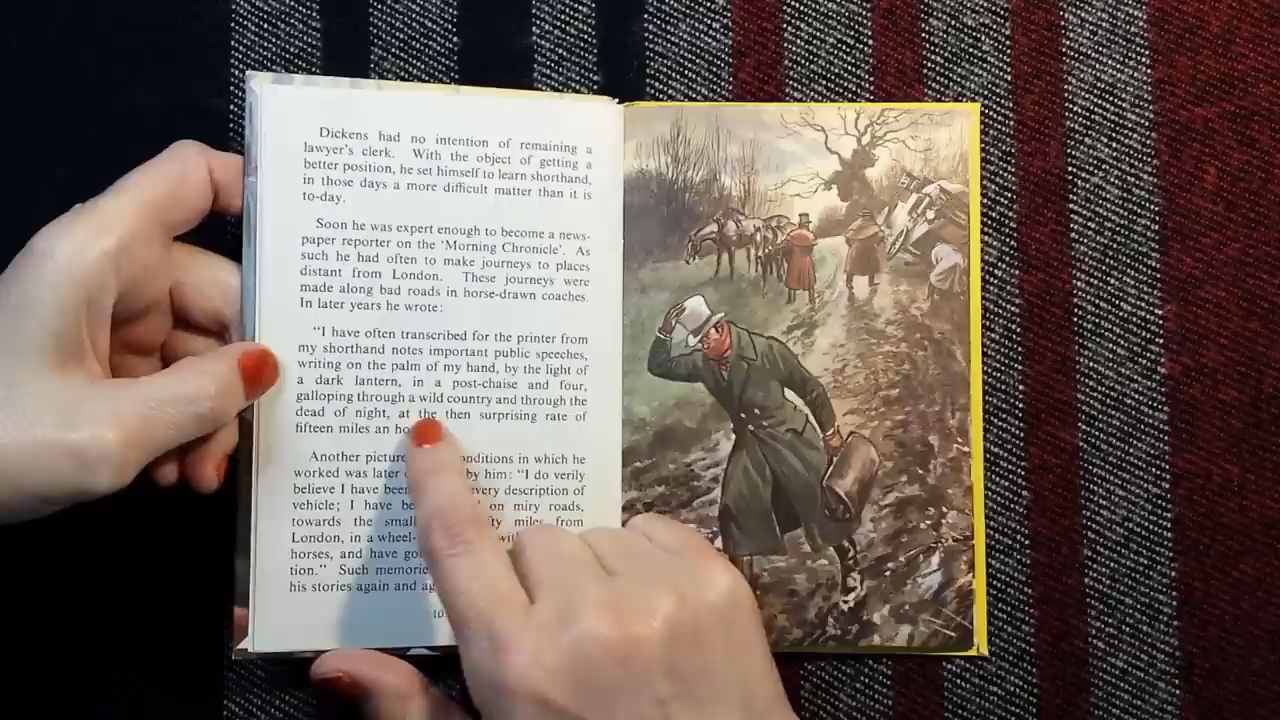 Dickens had no intention of remaining a
lawyer's clerk. With the object of getting a
better position, he set himself to learn shorthand,
in those days a more difficult matter than it is
to-day.
Soon he was expert enough to become a news-
paper reporter on the 'Morning Chronicle'. As
such he had often to make journeys to places
distant from London. These journeys were
made along bad roads in horse-drawn coaches.
In later years he wrote:
"I have often transcribed for the printer from
my shorthand notes important public speeches,
writing on the palm of my hand, by the light of
a dark lantern, in a post-chaise and four,
galloping through a wild country and through the
dead of night, at the then surprising rate of
fifteen miles an
Another picture conditions in which he
worked was later by him: "I do verily
believe I have been every description of
vehicle; I have on miry roads,
towards the small miles from
London, in a wheel-
horses, and have
tion." Such
his stories again and
10